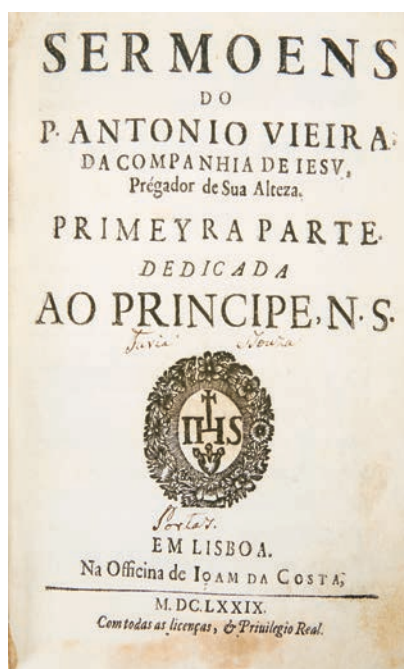 SERMOENS
DO
P. ANTONIO VIEIRA.
DA COMPANHIA DE IESV,
Prégador de Sua Alteza.
PRIMEYRA PARTE.
DEDICADA
AO PRINCIPE, N. S.
IHS
Portas.
EM LISBOA.
Na Officina de IOAM DA COSTA,
M. DC. LXXIX.
Com todas as licenças, & Priuilegio Real.